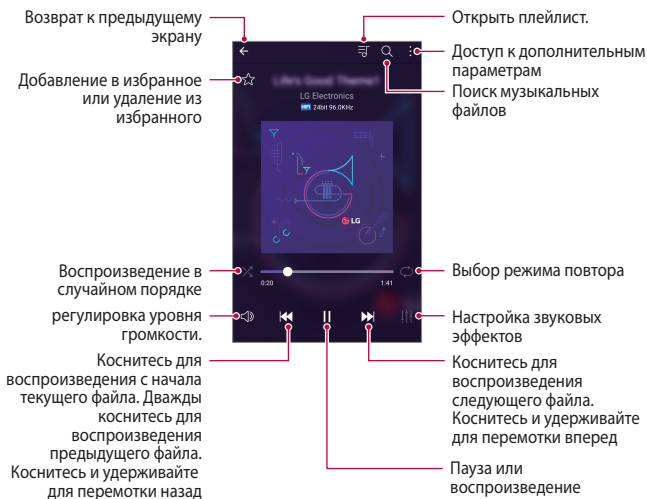 Возврат к предыдущему
экрану
Добавление в избранное
или удаление из
избранного
Воспроизведение в
случайном порядке
регулировка уровня
громкости.
Коснитесь для
воспроизведения с начала
текущего файла. Дважды
коснитесь для
воспроизведения
предыдущего файла.
Коснитесь и удерживайте
для перемотки назад
Life's Good Theme1
LG Electronics
HIFI 24bit 96.0KHz
LG
0:20 1:41
Открыть плейлист.
Доступ к дополнительным
параметрам
Поиск музыкальных
файлов
Выбор режима повтора
Настройка звуковых
эффектов
Коснитесь для
воспроизведения
следующего файла.
Коснитесь и удерживайте
для перемотки вперед
Пауза или
воспроизведение